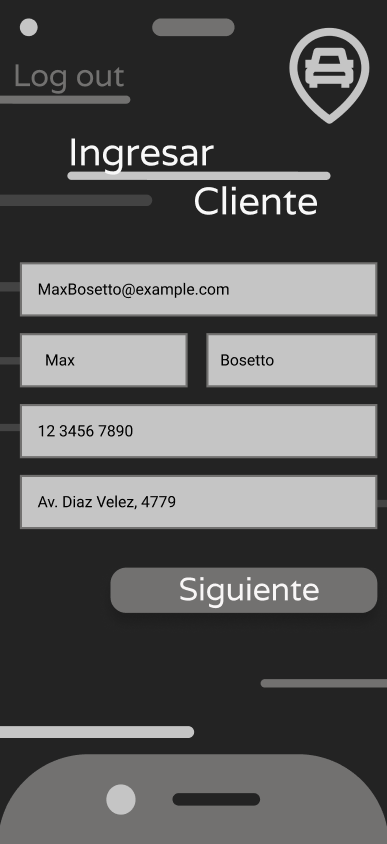 Log out
Ingresar
Cliente
MaxBosetto@example.com
Max
Bosetto
12 3456 7890
Av. Diaz Velez, 4779
Siguiente